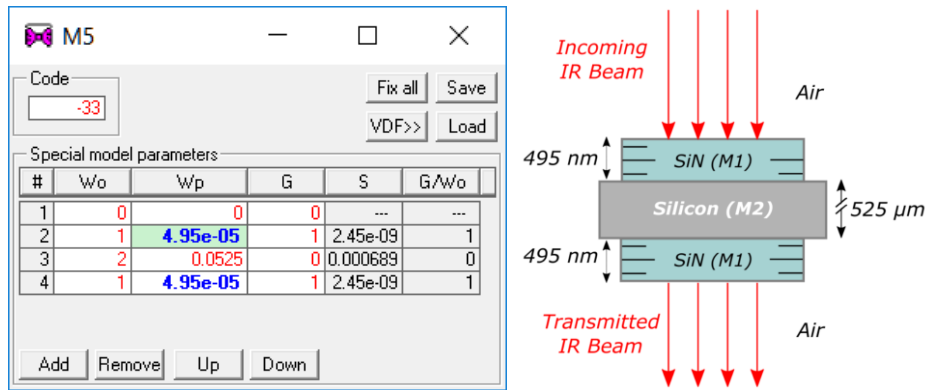 M5
Code
-33
Fix all
Save
VDF>>
Load
Special model parameters
# Wo Wp G S G/Wo
1 0 0 0 --- ---
2 1 4.95e-05 1 2.45e-09 1
3 2 0.0525 0 0.000689 0
4 1 4.95e-05 1 2.45e-09 1
Add Remove Up Down
Incoming
IR Beam
Air
495 nm
SiN (M1)
Silicon (M2)
525 µm
495 nm
SiN (M1)
Transmitted
IR Beam
Air